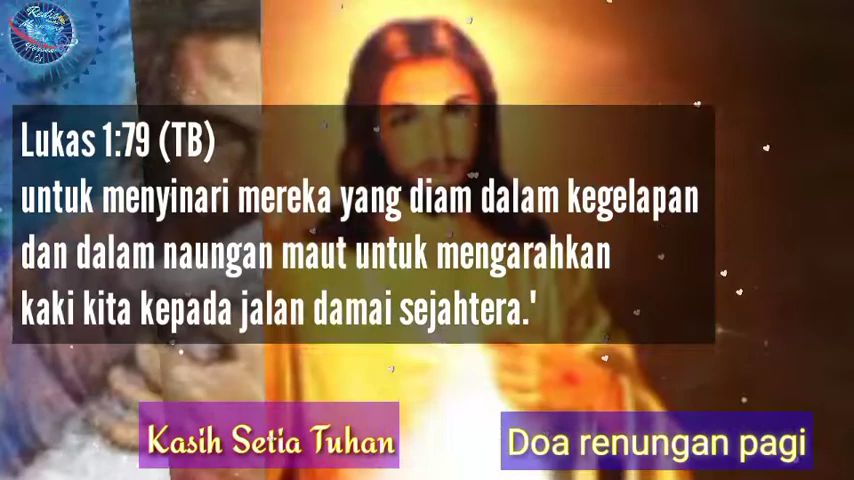 Lukas 1:79 (TB)
untuk menyinari mereka yang diam dalam kegelapan
dan dalam naungan maut untuk mengarahkan
kaki kita kepada jalan damai sejahtera.'
Kasih Setia Tuhan
Doa renungan pagi